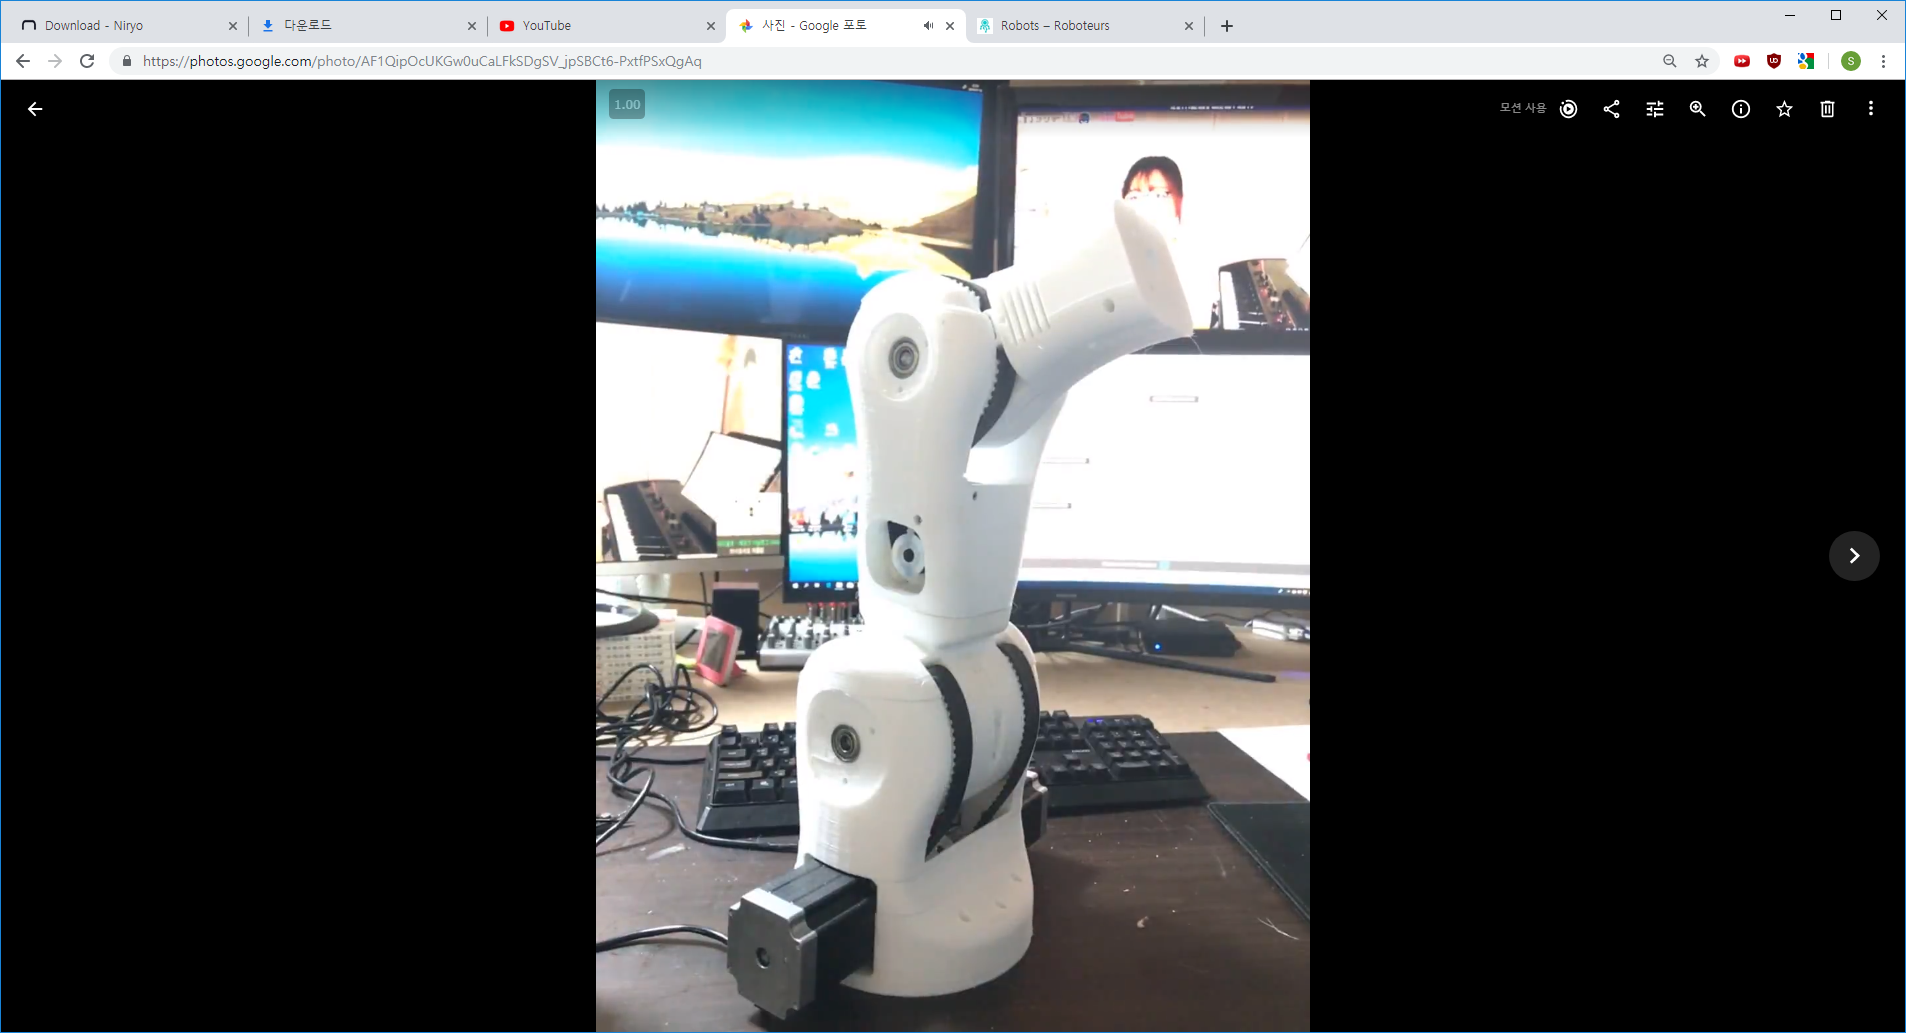 Download - Niryo
다운로드
YouTube
사진 - Google 포토
Robots – Roboteurs
https://photos.google.com/photo/AF1QipOcUKGw0uCaLFkSDgSV_jpSBCt6-PxtfPSxQgAq
S
1.00
모션 사용